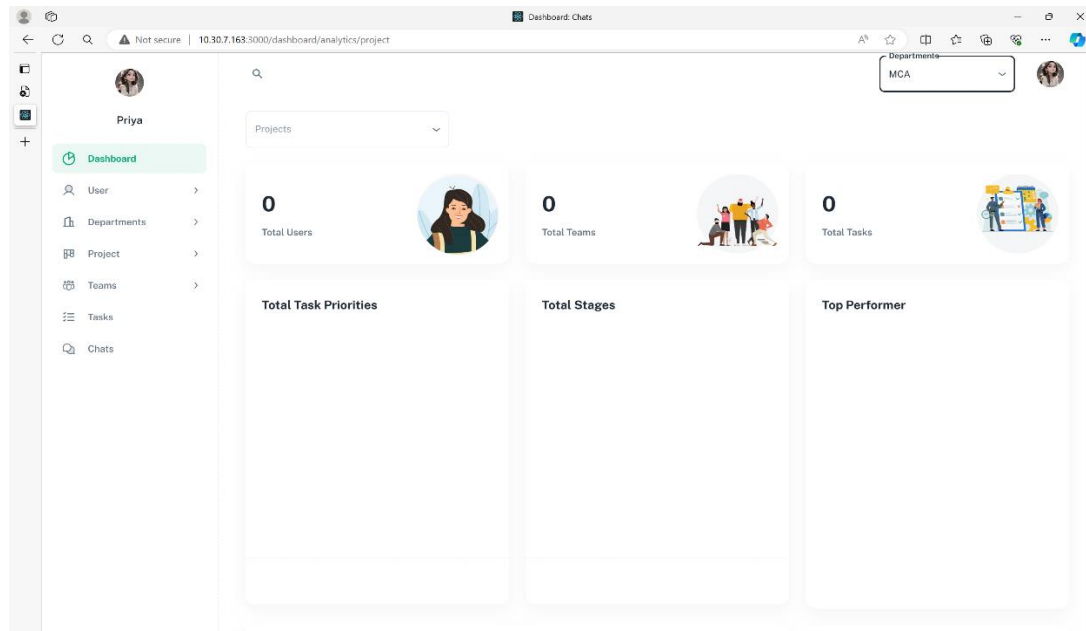 Dashboard: Chats
Not secure
10.30.7.163:3000/dashboard/analytics/project
Departments
MCA
Priya
Projects
Dashboard
User
Departments
Project
Teams
Tasks
Chats
0
Total Users
0
Total Teams
0
Total Tasks
Total Task Priorities
Total Stages
Top Performer